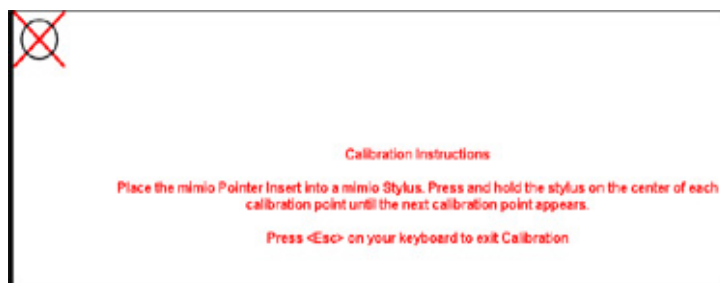 Calibration Instructions
Place the mimio Pointer Insert into a mimio Stylus. Press and hold the stylus on the center of each
calibration point until the next calibration point appears.
Press <Esc> on your keyboard to exit Calibration